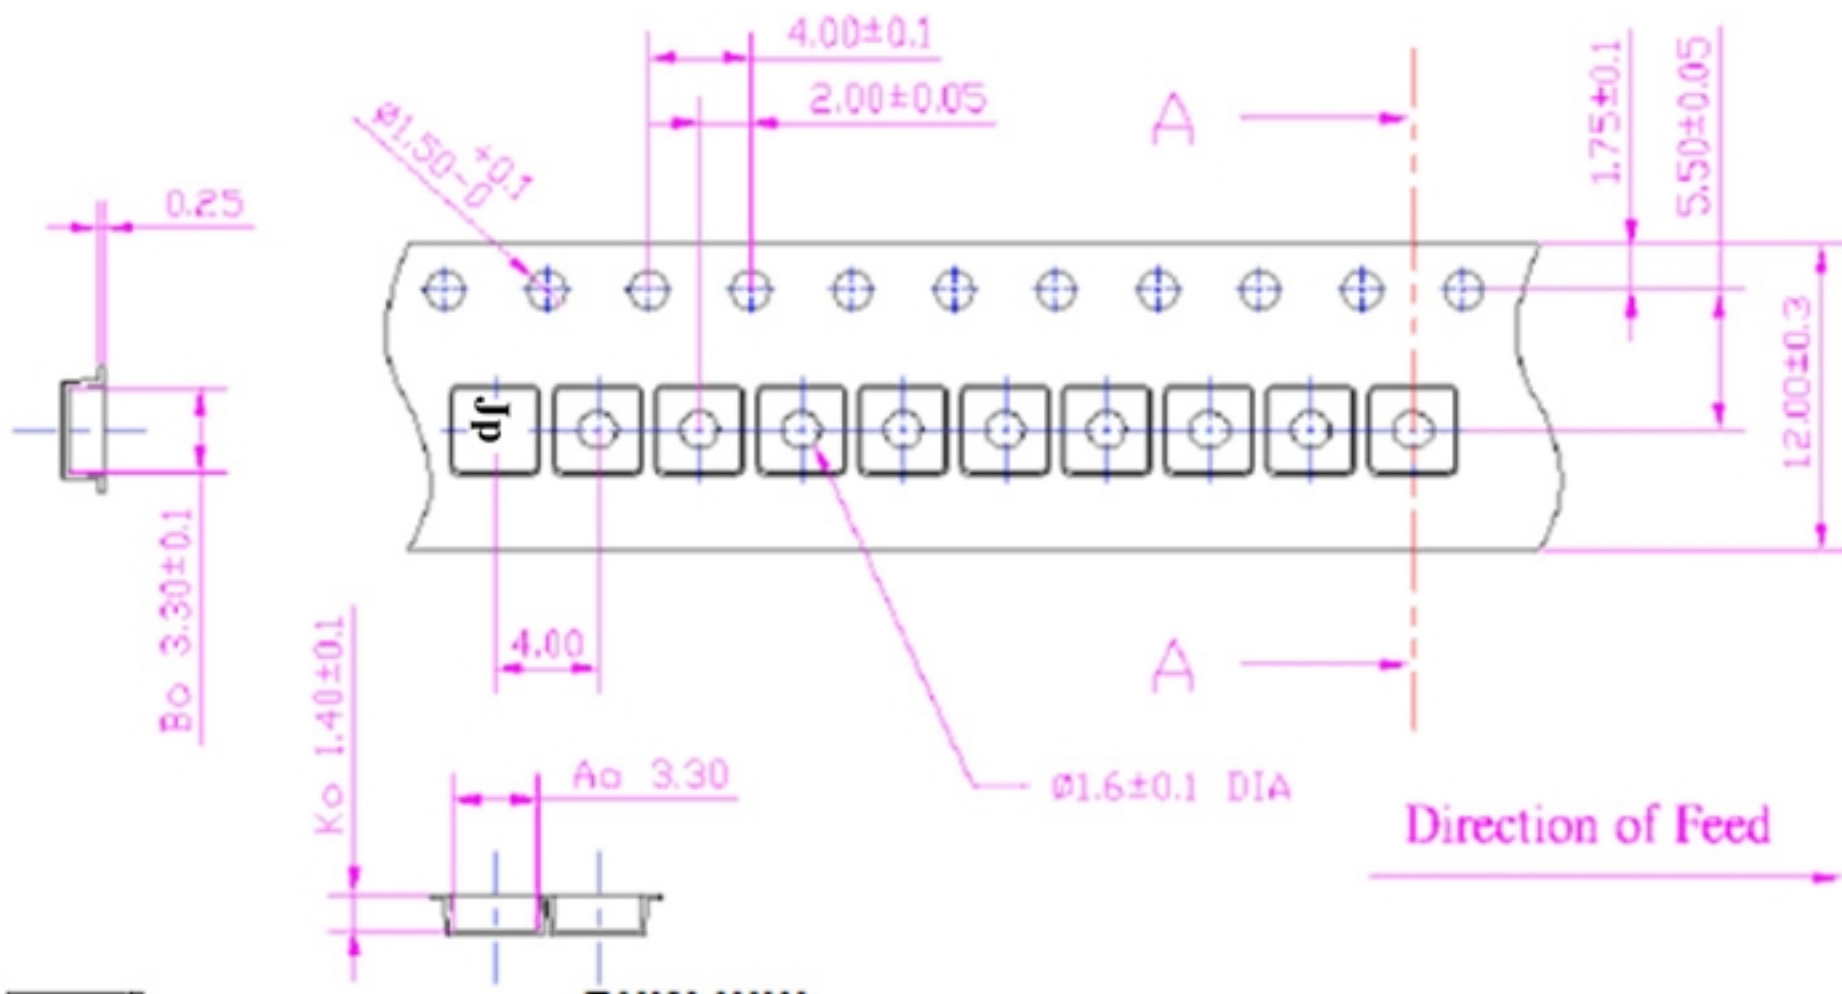 4.00±0.1
2.00±0.05
Ø1.50 +0.1 -0
A
1.75±0.1
5.50±0.05
0.25
12.00±0.3
Jp
Bo 3.30±0.1
4.00
Ko 1.40±0.1
A
Ao 3.30
Ø1.6±0.1 DIA
Direction of Feed